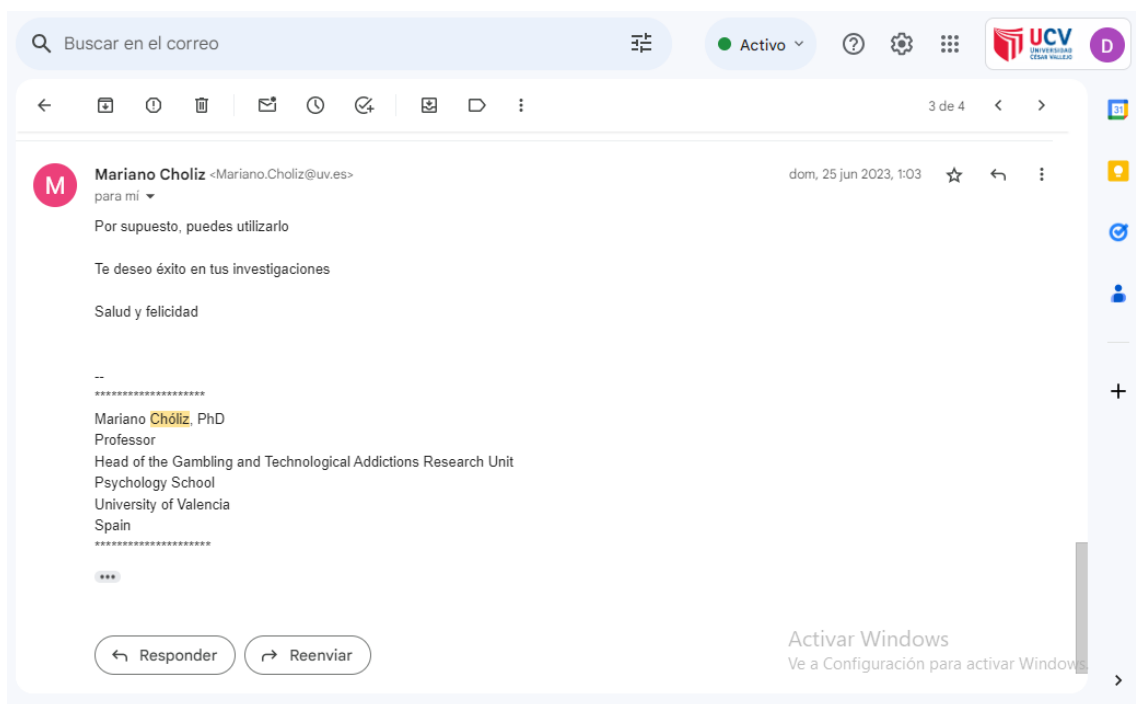 Buscar en el correo
Activo
UCV
UNIVERSIDAD
CÉSAR VALLEJO
D
3 de 4
31
M
Mariano Choliz <Mariano.Choliz@uv.es>
dom, 25 jun 2023, 1:03
para mí
Por supuesto, puedes utilizarlo
Te deseo éxito en tus investigaciones
Salud y felicidad
--
********************
Mariano Chóliz, PhD
Professor
Head of the Gambling and Technological Addictions Research Unit
Psychology School
University of Valencia
Spain
*********************
Responder
Reenviar
Activar Windows
Ve a Configuración para activar Windows.